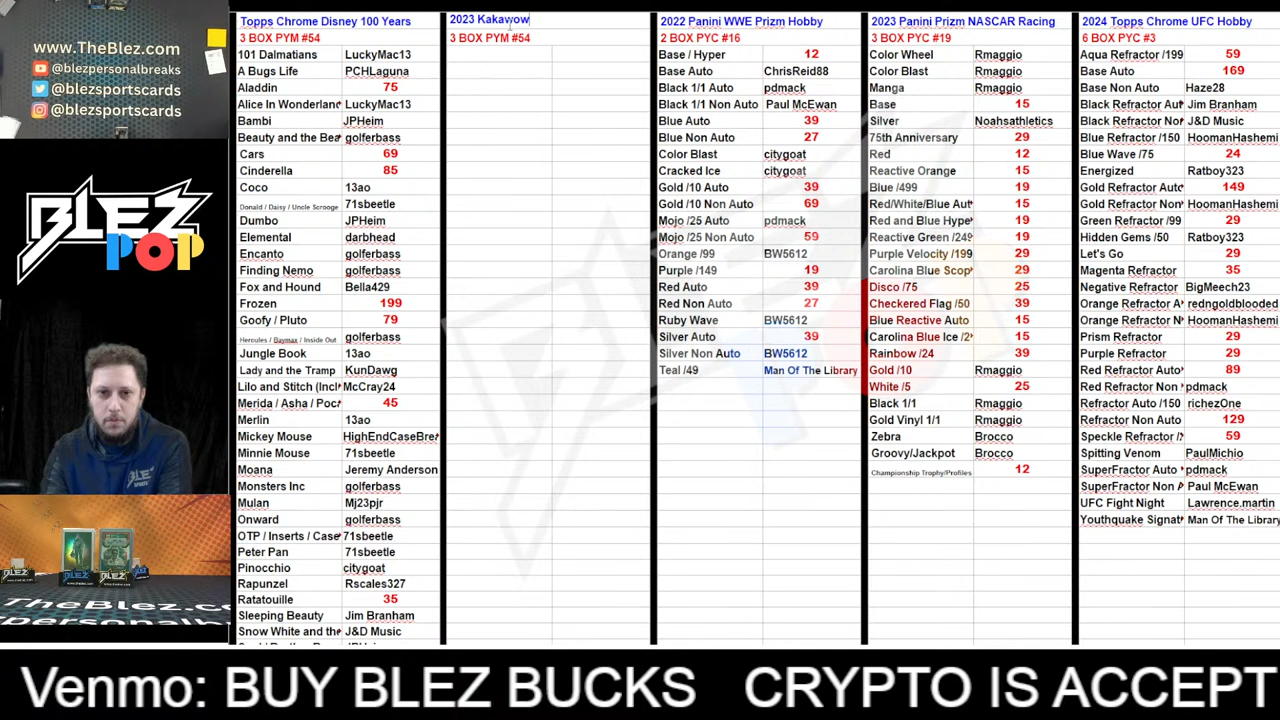 www.TheBlez.com
@blezpersonalbreaks
@blezsportscards
BLEZ
POP
TheBlez.c
Topps Chrome Disney 100 Years
3 BOX PYM #54
101 Dalmatians LuckyMac13
A Bugs Life PCHLaguna
Aladdin 75
Alice In Wonderlan LuckyMac13
Bambi JPHeim
Beauty and the Bea golferbass
Cars 69
Cinderella 85
Coco 13ao
Donald / Daisy / Uncle Scrooge 71sbeetle
Dumbo JPHeim
Elemental darbhead
Encanto golferbass
Finding Nemo golferbass
Fox and Hound Bella429
Frozen 199
Goofy / Pluto 79
Hercules / Baymax / Inside Out golferbass
Jungle Book 13ao
Lady and the Tramp KunDawg
Lilo and Stitch (Incl McCray24
Merida / Asha / Poc 45
Merlin 13ao
Mickey Mouse HighEndCaseBre
Minnie Mouse 71sbeetle
Moana Jeremy Anderson
Monsters Inc golferbass
Mulan Mj23pjr
Onward golferbass
OTP / Inserts / Case 71sbeetle
Peter Pan 71sbeetle
Pinocchio citygoat
Rapunzel Rscales327
Ratatouille 35
Sleeping Beauty Jim Branham
Snow White and the J&D Music
2023 Kakawow
3 BOX PYM #54
2022 Panini WWE Prizm Hobby
2 BOX PYC #16
Base / Hyper 12
Base Auto ChrisReid88
Black 1/1 Auto pdmack
Black 1/1 Non Auto Paul McEwan
Blue Auto 39
Blue Non Auto 27
Color Blast citygoat
Cracked Ice citygoat
Gold /10 Auto 39
Gold /10 Non Auto 69
Mojo /25 Auto pdmack
Mojo /25 Non Auto 59
Orange /99 BW5612
Purple /149 19
Red Auto 39
Red Non Auto 27
Ruby Wave BW5612
Silver Auto 39
Silver Non Auto BW5612
Teal /49 Man Of The Library
2023 Panini Prizm NASCAR Racing
3 BOX PYC #19
Color Wheel Rmaggio
Color Blast Rmaggio
Manga Rmaggio
Base 15
Silver Noahsathletics
75th Anniversary 29
Red 12
Reactive Orange 15
Blue /499 19
Red/White/Blue Aut 15
Red and Blue Hype 19
Reactive Green /249 19
Purple Velocity /199 29
Carolina Blue Scop 29
Disco /75 25
Checkered Flag /50 39
Blue Reactive Auto 15
Carolina Blue Ice /2 15
Rainbow /24 39
Gold /10 Rmaggio
White /5 25
Black 1/1 Rmaggio
Gold Vinyl 1/1 Rmaggio
Zebra Brocco
Groovy/Jackpot Brocco
Championship Trophy/Profiles 12
2024 Topps Chrome UFC Hobby
6 BOX PYC #3
Aqua Refractor /199 59
Base Auto 169
Base Non Auto Haze28
Black Refractor Aut Jim Branham
Black Refractor No J&D Music
Blue Refractor /150 HoomanHashemi
Blue Wave /75 24
Energized Ratboy323
Gold Refractor Auto 149
Gold Refractor Non HoomanHashemi
Green Refractor /99 29
Hidden Gems /50 Ratboy323
Let's Go 29
Magenta Refractor 35
Negative Refractor BigMeech23
Orange Refractor A redngoldblooded
Orange Refractor N HoomanHashemi
Prism Refractor 29
Purple Refractor 29
Red Refractor Auto 89
Red Refractor Non pdmack
Refractor Auto /150 richezOne
Refractor Non Auto 129
Speckle Refractor / 59
Spitting Venom PaulMichio
SuperFractor Auto pdmack
SuperFractor Non A Paul McEwan
UFC Fight Night Lawrence.martin
Youthquake Signat Man Of The Library
Venmo: BUY BLEZ BUCKS CRYPTO IS ACCEPT